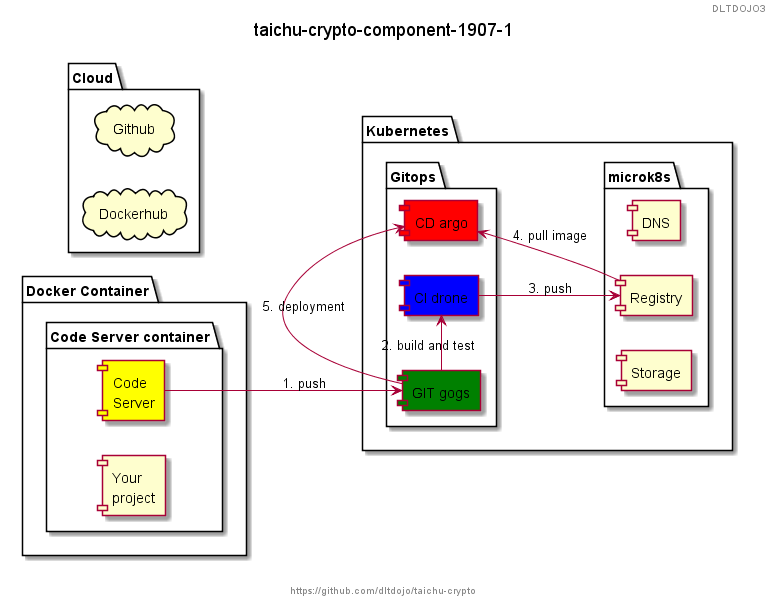 DLTDOJO3
taichu-crypto-component-1907-1
Cloud
Github
Dockerhub
Kubernetes
Gitops
CD argo
CI drone
GIT gogs
microk8s
DNS
Registry
Storage
4. pull image
3. push
5. deployment
2. build and test
1. push
Docker Container
Code Server container
Code
Server
Your
project
https://github.com/dltdojo/taichu-crypto